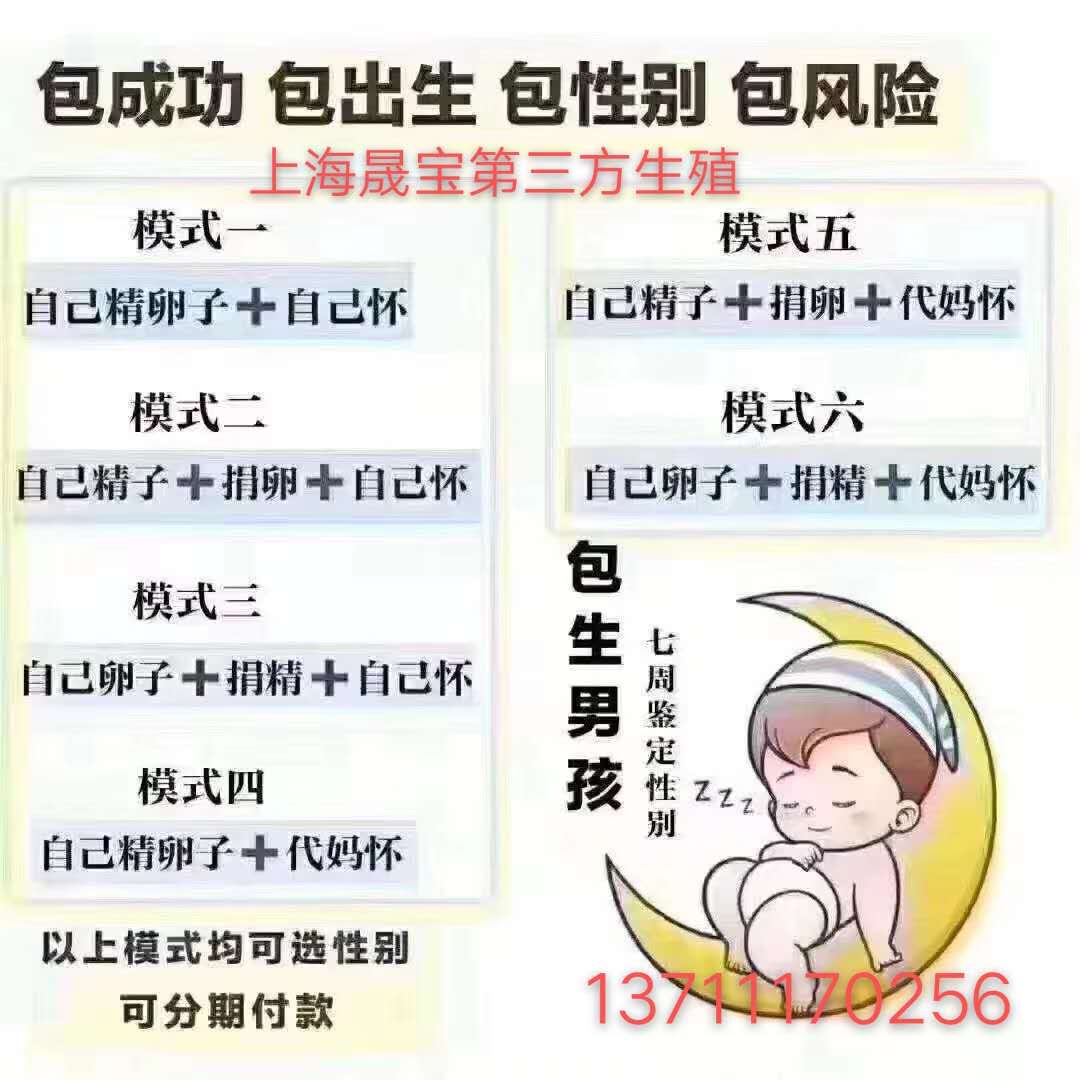 包成功 包出生 包性别 包风险
上海晟宝第三方生殖
模式一
自己精卵子➕自己怀
模式二
自己精子➕捐卵➕自己怀
模式三
自己卵子➕捐精➕自己怀
模式四
自己精卵子➕代妈怀
以上模式均可选性别
可分期付款
模式五
自己精子➕捐卵➕代妈怀
模式六
自己卵子➕捐精➕代妈怀
包生男孩
七周鉴定性别
zzz
13711170256